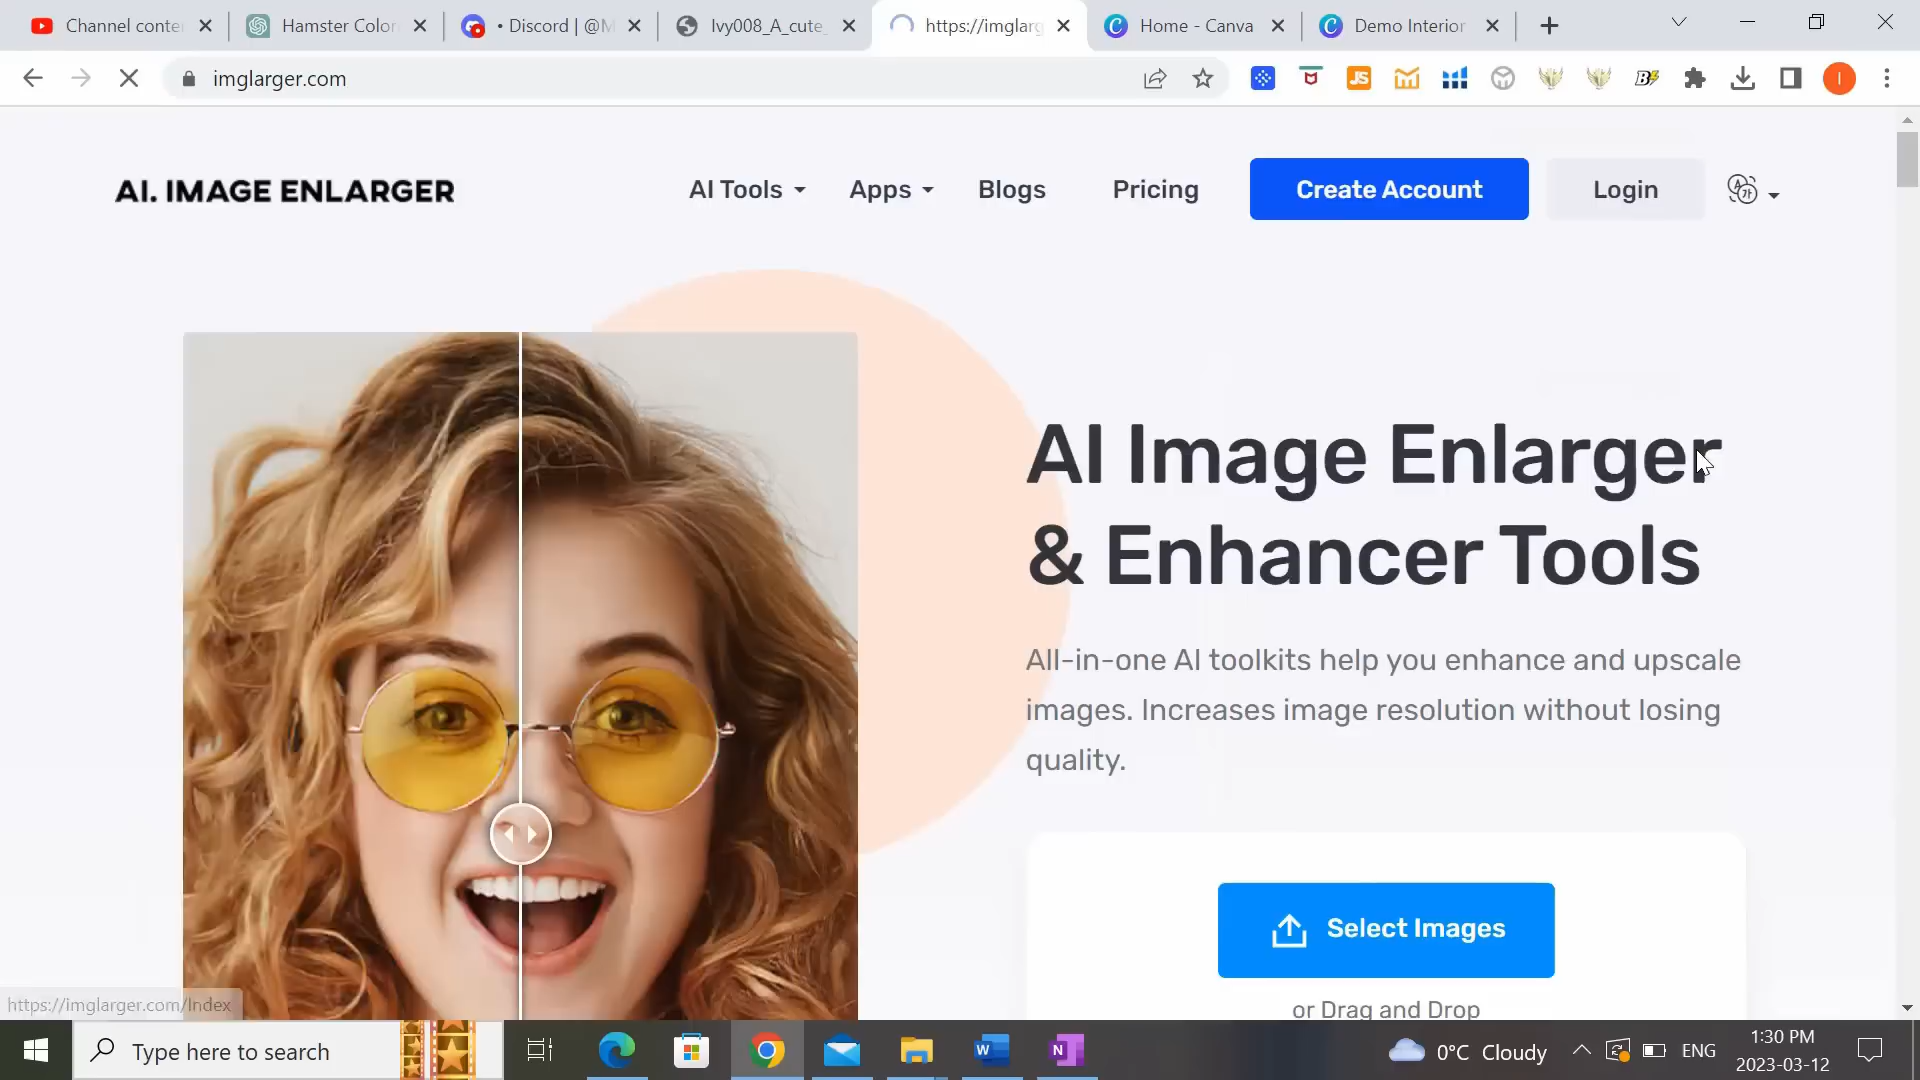 Channel conte
Hamster Color
• Discord | @M
Ivy008_A_cute_
https://imglarg
Home - Canva
Demo Interior
imglarger.com
JS
B
I
AI. IMAGE ENLARGER
AI Tools
Apps
Blogs
Pricing
Create Account
Login
AI Image Enlarger
& Enhancer Tools
All-in-one AI toolkits help you enhance and upscale
images. Increases image resolution without losing
quality.
Select Images
or Drag and Drop
https://imglarger.com/Index
Type here to search
W
N
0°C Cloudy
ENG
1:30 PM
2023-03-12